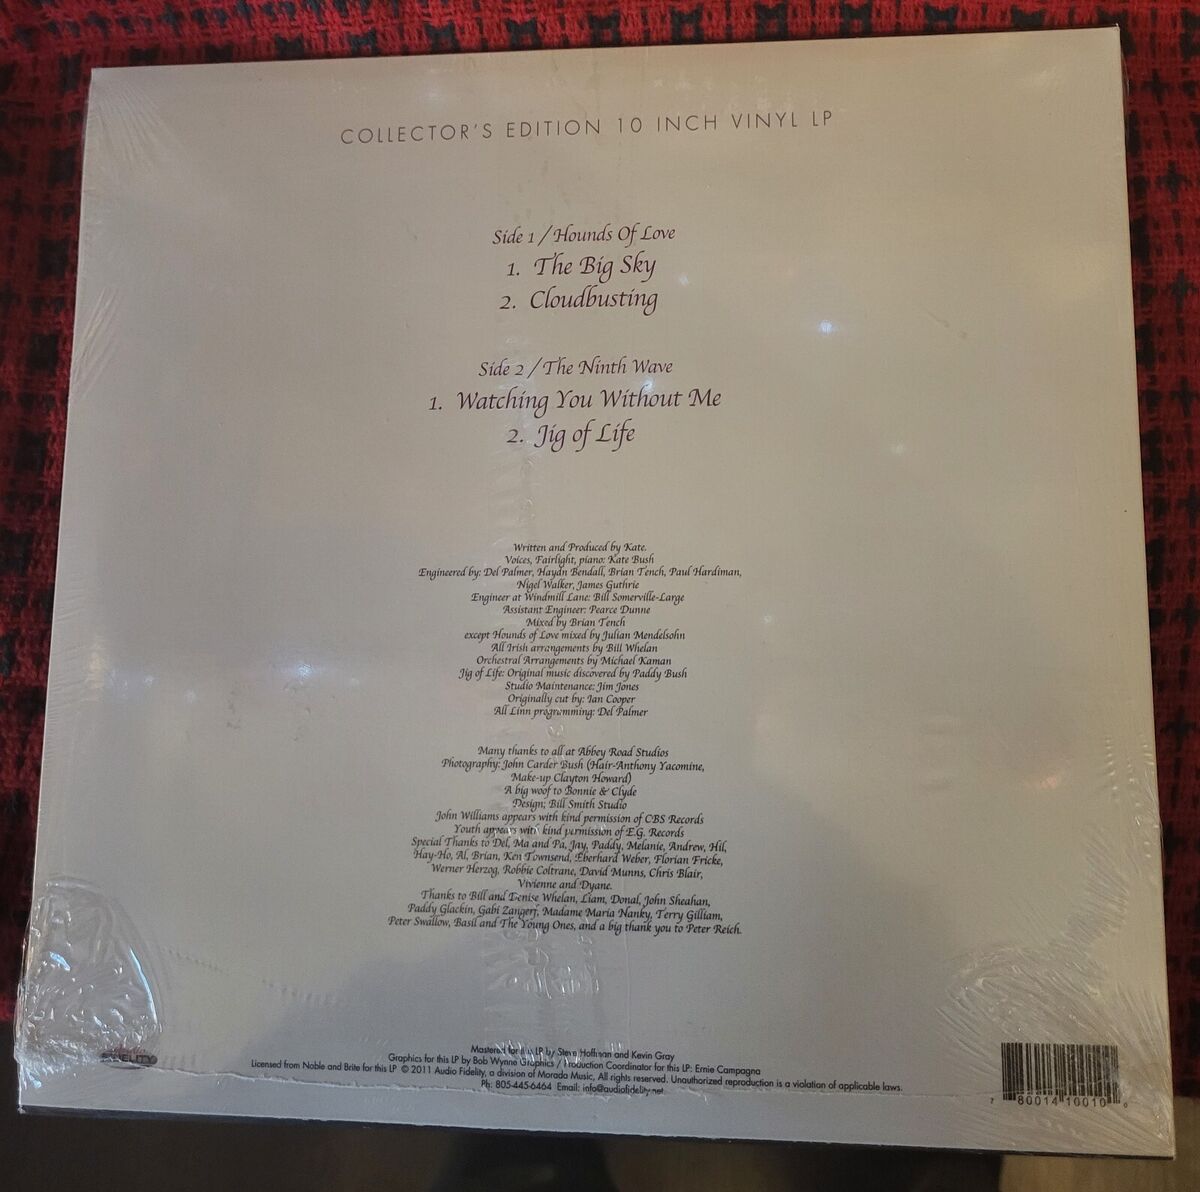 COLLECTOR'S EDITION 10 INCH VINYL LP
Side 1 / Hounds Of Love
1. The Big Sky
2. Cloudbusting
Side 2 / The Ninth Wave
1. Watching You Without Me
2. Jig of Life
Written and Produced by Kate.
Voices, Fairlight, piano: Kate Bush
Engineered by: Del Palmer, Haydn Bendall, Brian Tench, Paul Hardiman,
Nigel Walker, James Guthrie
Engineer at Windmill Lane: Bill Somerville-Large
Assistant Engineer: Pearce Dunne
Mixed by Brian Tench
except Hounds of Love mixed by Julian Mendelsohn
All Irish arrangements by Bill Whelan
Orchestral Arrangements by Michael Kaman
Jig of Life: Original music discovered by Paddy Bush
Studio Maintenance: Jim Jones
Originally cut by: Ian Cooper
All Linn programming: Del Palmer
Many thanks to all at Abbey Road Studios
Photography: John Carder Bush (Hair-Anthony Yacomine,
Make-up Clayton Howard)
A big woof to Bonnie & Clyde
Design; Bill Smith Studio
John Williams appears with kind permission of CBS Records
Youth appears with kind permission of E.G. Records
Special Thanks to Del, Ma and Pa, Jay, Paddy, Melanie, Andrew, Hil,
Hay-Ho, Al, Brian, Ken Townsend, Eberhard Weber, Florian Fricke,
Werner Herzog, Robbie Coltrane, David Munns, Chris Blair,
Vivienne and Dyane.
Thanks to Bill and Denise Whelan, Liam, Donal, John Sheahan,
Paddy Glackin, Gabi Zangerf, Madame Maria Nanky, Terry Gilliam,
Peter Swallow, Basil and The Young Ones, and a big thank you to Peter Reich.
Mastered for this LP by Steve Hoffman and Kevin Gray
Graphics for this LP by Bob Wynne Graphics / Production Coordinator for this LP: Ernie Campagna
Licensed from Noble and Brite for this LP © 2011 Audio Fidelity, a division of Morada Music, All rights reserved. Unauthorized reproduction is a violation of applicable laws.
Ph: 805-445-6464 Email: info@audiofidelity.net
FIDELITY
7 80014 10010 0